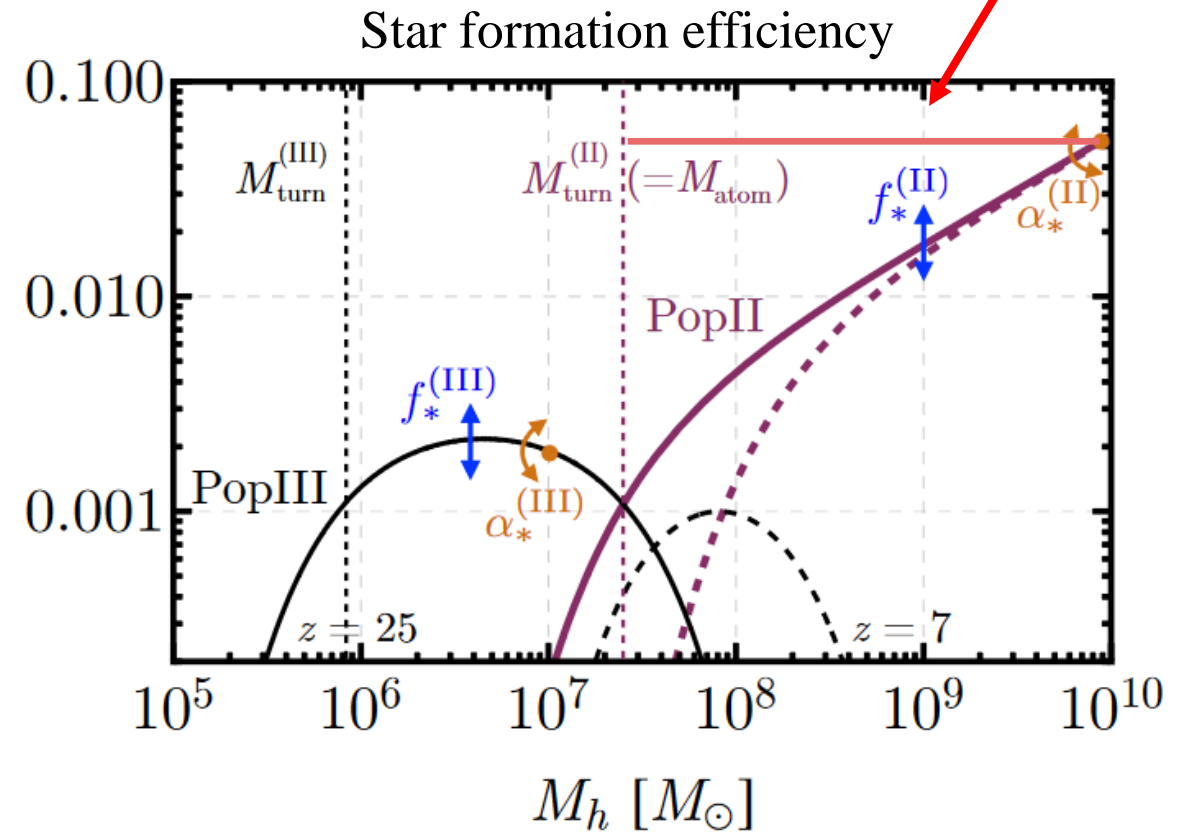 Star formation efficiency
0.100
M_turn^(III)
M_turn^(II) (=M_atom)
f_*^(II)
α_*^(II)
0.010
PopII
f_*^(III)
PopIII
α_*^(III)
0.001
z = 25
z = 7
10^5 10^6 10^7 10^8 10^9 10^10
M_h [M_⊙]